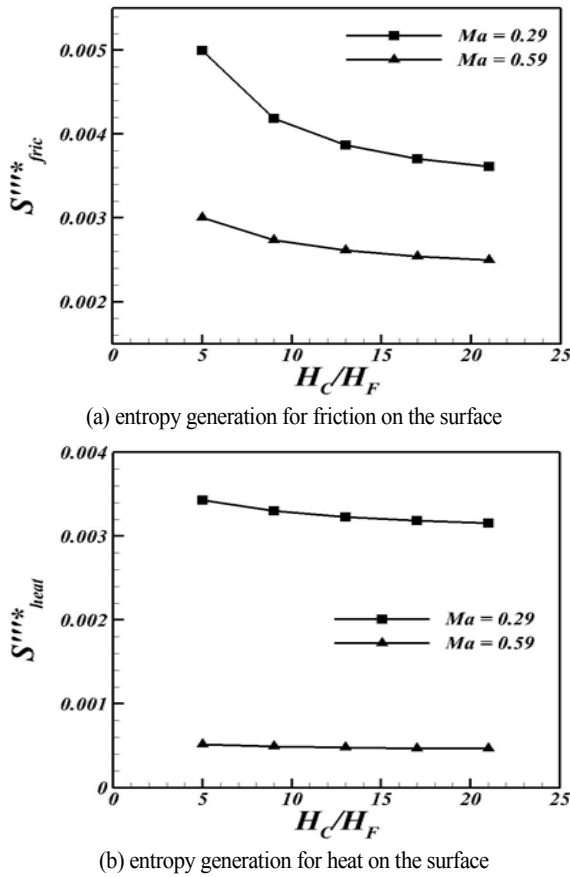 0.005
0.004
0.003
0.002
S'''*fric
Ma = 0.29
Ma = 0.59
0 5 10 15 20 25
HC/HF
(a) entropy generation for friction on the surface
0.004
0.003
0.002
0.001
0
S'''*heat
Ma = 0.29
Ma = 0.59
0 5 10 15 20 25
HC/HF
(b) entropy generation for heat on the surface